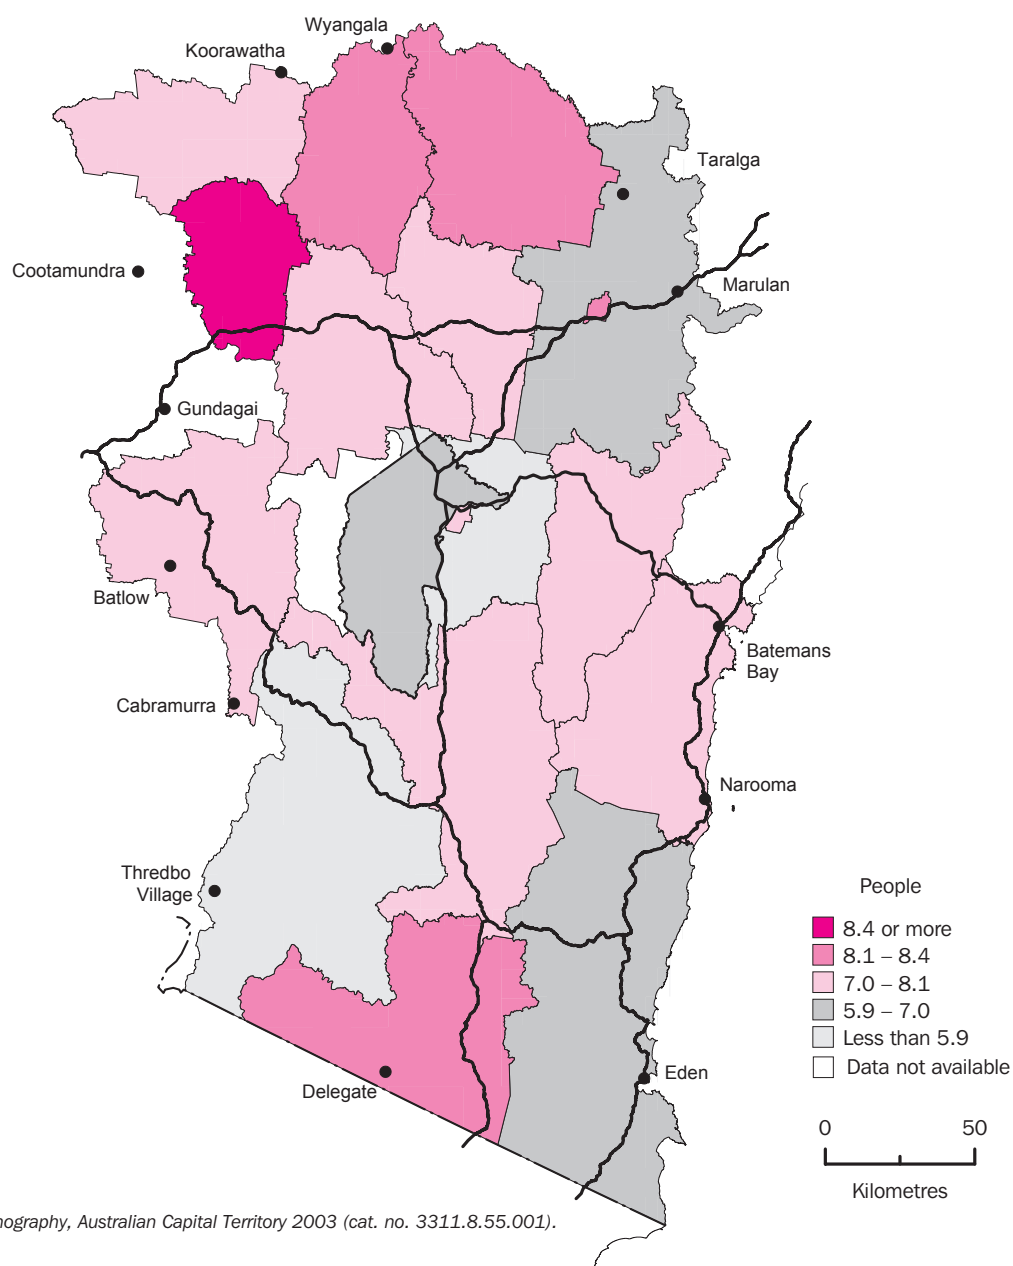 Wyangala
Koorawatha
Taralga
Cootamundra
Marulan
Gundagai
Batlow
Batemans
Bay
Cabramurra
Narooma
Thredbo
Village
People
8.4 or more
8.1 – 8.4
7.0 – 8.1
5.9 – 7.0
Less than 5.9
Data not available
Eden
Delegate
0 50
Kilometres
Australian Capital Territory 2003 (cat. no. 3311.8.55.001).